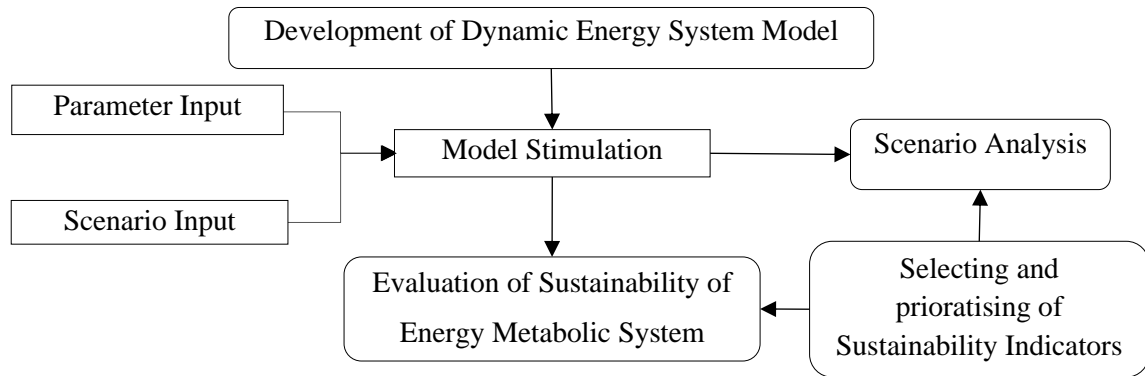 Development of Dynamic Energy System Model
Parameter Input
Model Stimulation
Scenario Analysis
Scenario Input
Evaluation of Sustainability of
Energy Metabolic System
Selecting and
prioratising of
Sustainability Indicators